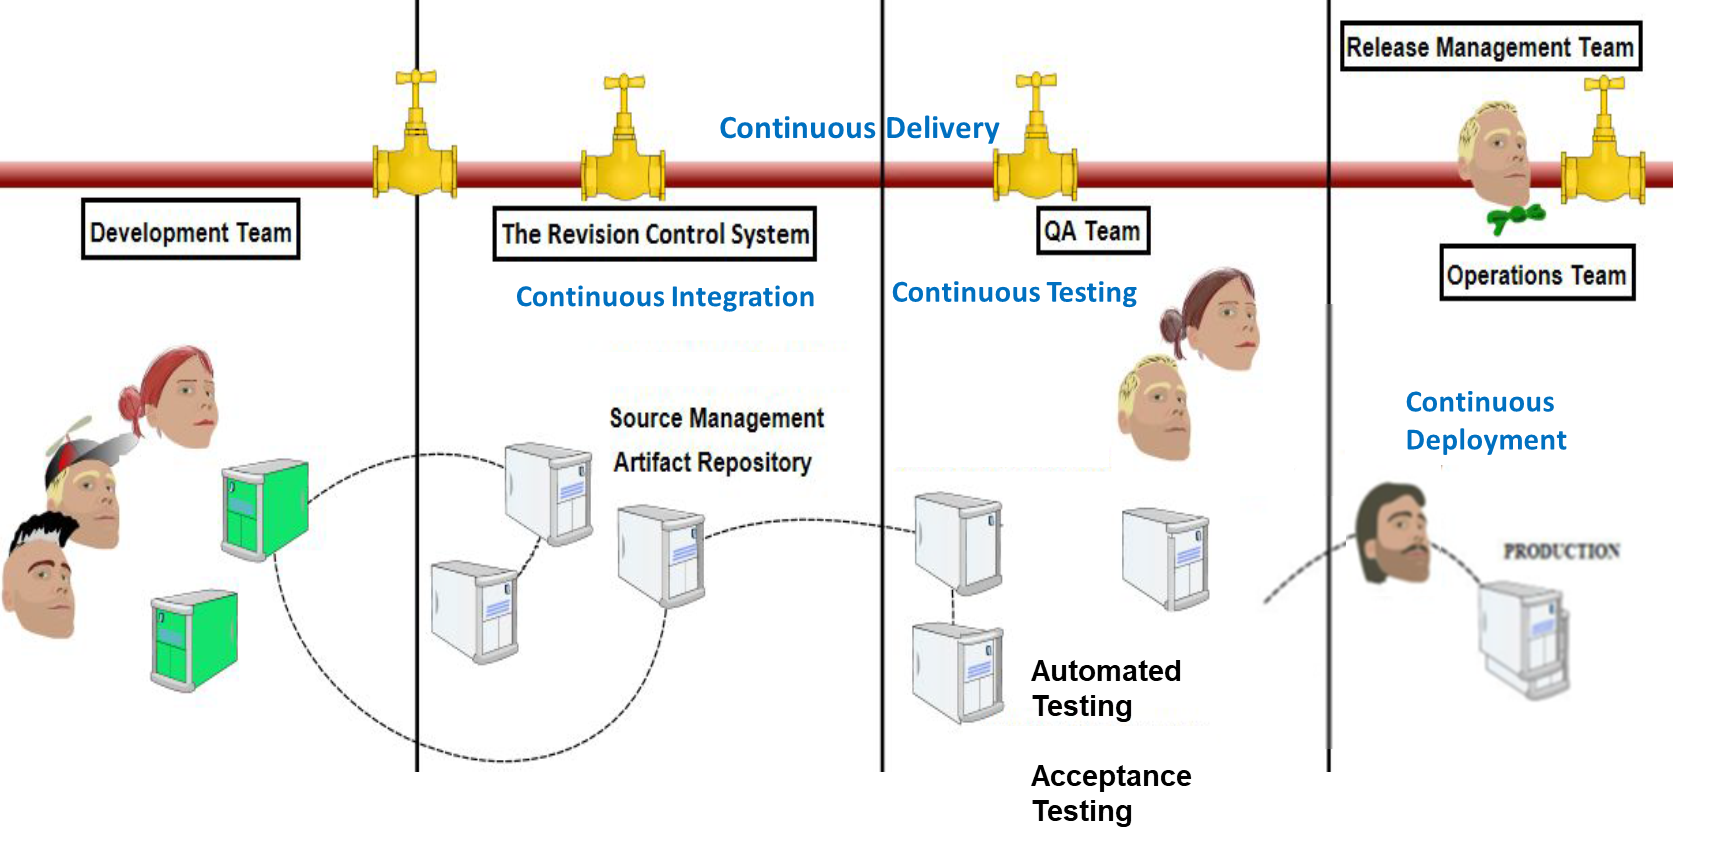 Release Management Team
Continuous Delivery
Development Team
The Revision Control System
QA Team
Operations Team
Continuous Integration
Continuous Testing
Source Management
Artifact Repository
Continuous
Deployment
PRODUCTION
Automated
Testing
Acceptance
Testing